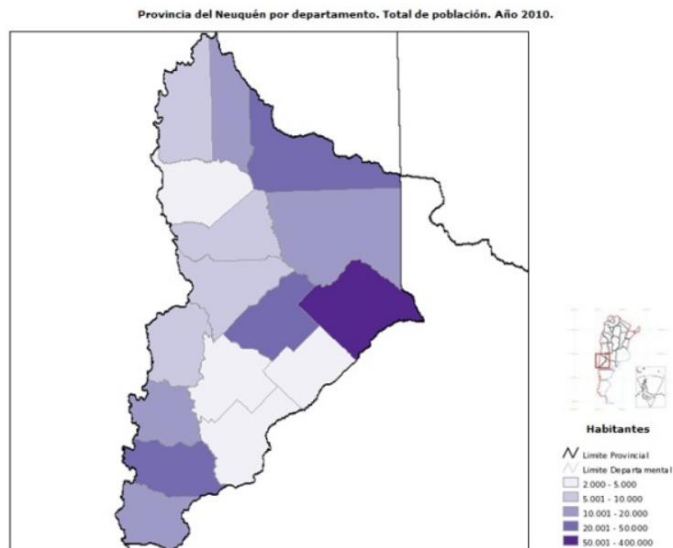 Provincia del Neuquén por departamento. Total de población. Año 2010.
Habitantes
Limite Provincial
Limite Departamental
2.000 - 5.000
5.001 - 10.000
10.001 - 20.000
20.001 - 50.000
50.001 - 400.000